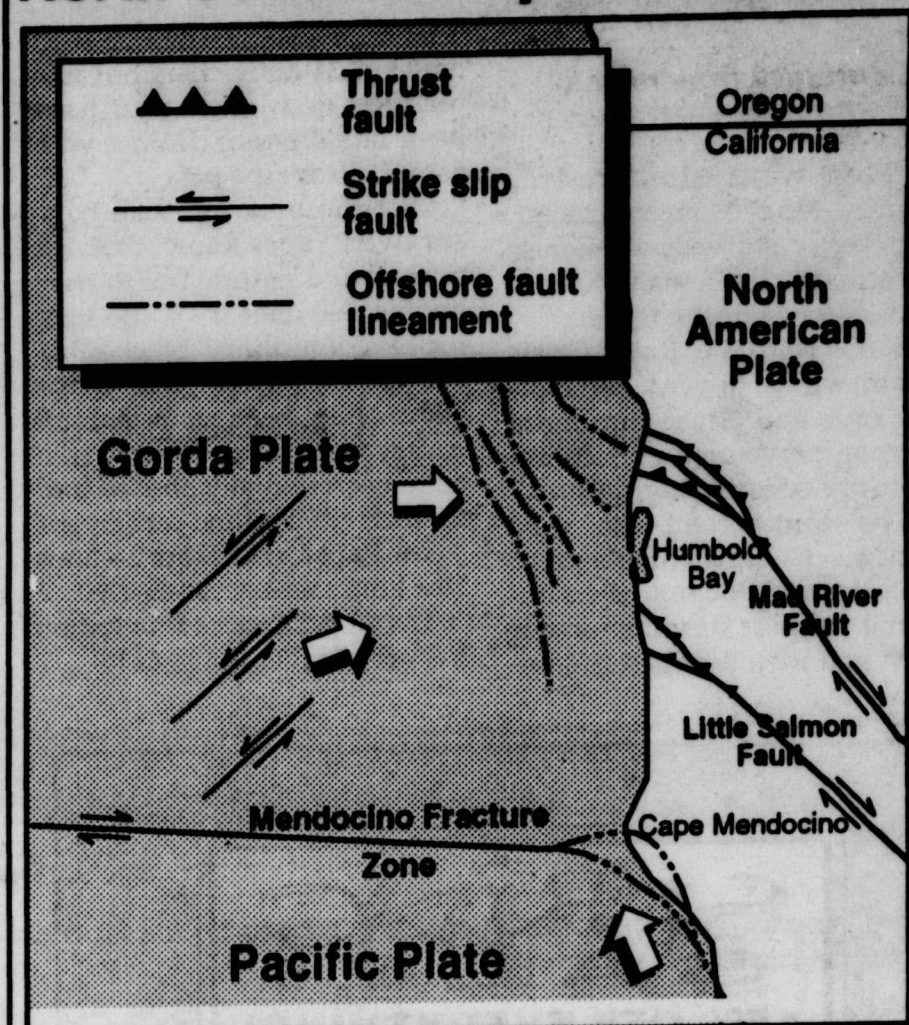 Thrust
fault
Strike slip
fault
Offshore fault
lineament
Oregon
California
North
American
Plate
Gorda Plate
Humboldt
Bay
Mad River
Fault
Little Salmon
Fault
Mendocino Fracture
Zone
Cape Mendocino
Pacific Plate